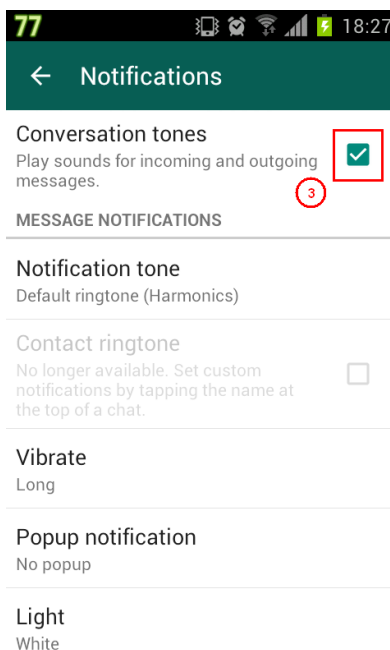 77 18:27
Notifications
Conversation tones
Play sounds for incoming and outgoing
messages.
3
MESSAGE NOTIFICATIONS
Notification tone
Default ringtone (Harmonics)
Contact ringtone
No longer available. Set custom
notifications by tapping the name at
the top of a chat.
Vibrate
Long
Popup notification
No popup
Light
White